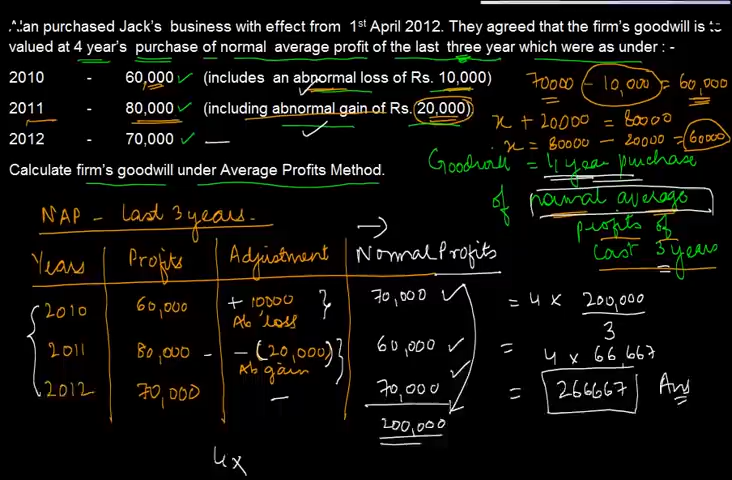 Alan purchased Jack's business with effect from 1st April 2012. They agreed that the firm's goodwill is to
valued at 4 year's purchase of normal average profit of the last three year which were as under : -
2010 - 60,000 ✓ (includes an abnormal loss of Rs. 10,000)
2011 - 80,000 ✓ (including abnormal gain of Rs. 20,000)
2012 - 70,000 ✓ —
Calculate firm's goodwill under Average Profits Method.
70000 - 10,000 = 60,000
x + 20000 = 80000
x = 80000 - 20000 = 60000
Goodwill = 4 year purchase
of normal average
profits of
last 3 years
NAP - Last 3 years.
Years Profits Adjustment Normal Profits
2010 60,000 + 10000 70,000 ✓
Ab' loss
2011 80,000 - - (20,000) 60,000 ✓
Ab gain
2012 70,000 — 70,000 ✓
200,000
= 4 x 200,000
3
= 4 x 66,667
= 266667 Ans
4x